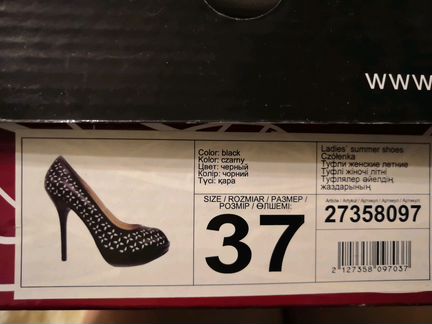 www.
Color: black
Kolor: czarny
Цвет: черный
Колір: чорний
Түсі: қара
Ladies' summer shoes
Czółenka
Туфли женские летние
Туфлі жіночі літні
Туфлялер әйелдің
жаздарының
SIZE / ROZMIAR / РАЗМЕР /
РОЗМІР / ӨЛШЕМІ:
37
Article / Artykuł / Артикул / Артикул / Артикул:
27358097
2 127358 097037